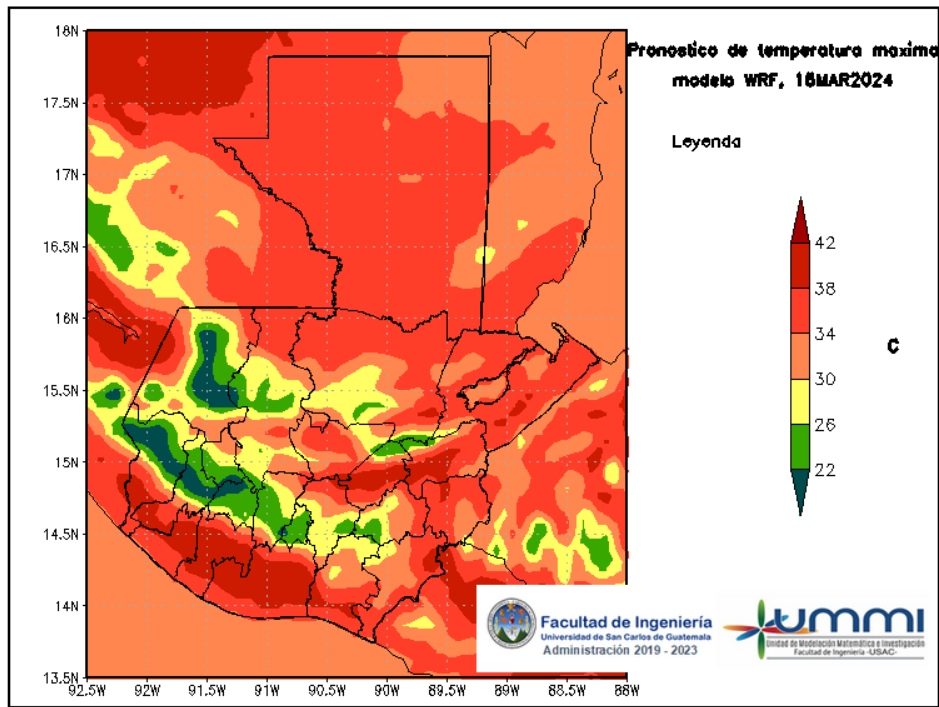 Pronostico de temperatura maxima
modelo WRF, 16MAR2024
Leyenda
42
38
34
30
26
22
C
18N
17.5N
17N
16.5N
16N
15.5N
15N
14.5N
14N
13.5N
92.5W
92W
91.5W
91W
90.5W
90W
89.5W
89W
88.5W
88W
Facultad de Ingeniería
Universidad de San Carlos de Guatemala
Administración 2019 - 2023
UMMI
Unidad de Modelación Matemática e Investigación
Facultad de Ingeniería -USAC-